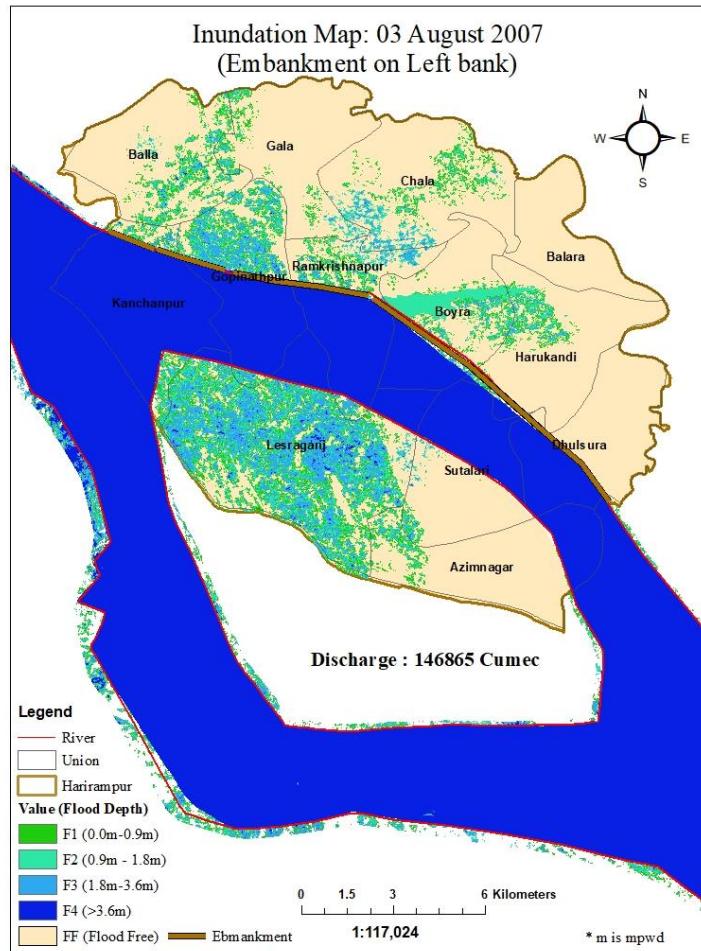 Inundation Map: 03 August 2007
(Embankment on Left bank)
N
W E
S
Balla
Gala
Chala
Balara
Gopinathpur
Ramkrishnapur
Kanchanpur
Boyra
Harukandi
Lesraganj
Dhulsura
Sutalari
Azimnagar
Discharge : 146865 Cumec
Legend
River
Union
Harirampur
Value (Flood Depth)
F1 (0.0m-0.9m)
F2 (0.9m - 1.8m)
F3 (1.8m-3.6m)
F4 (>3.6m)
FF (Flood Free)
Ebmankment
0 1.5 3 6 Kilometers
1:117,024
* m is mpwd